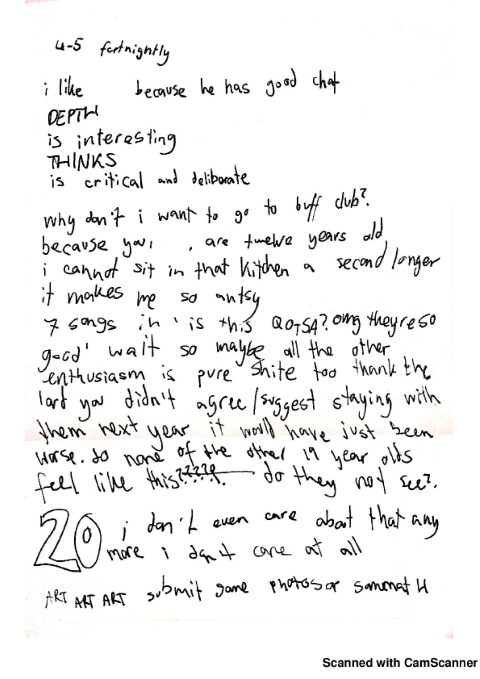 4-5 fortnightly
i like because he has good chat
DEPTH
is interesting
THINKS
is critical and deliberate
why don't i want to go to buff club?
because you, , are twelve years old
i cannot sit in that kitchen a second longer
it makes me so antsy
7 songs in 'is this QOTSA? omg theyre so
good' wait so maybe all the other
enthusiasm is pure shite too thank the
lord you didn't agree/suggest staying with
them next year it would have just been
worse. do none of the other 19 year olds
feel like this????? do they not see?
20 i don't even care about that any
more i don't care at all
ART ART ART submit some photos or summat
Scanned with CamScanner